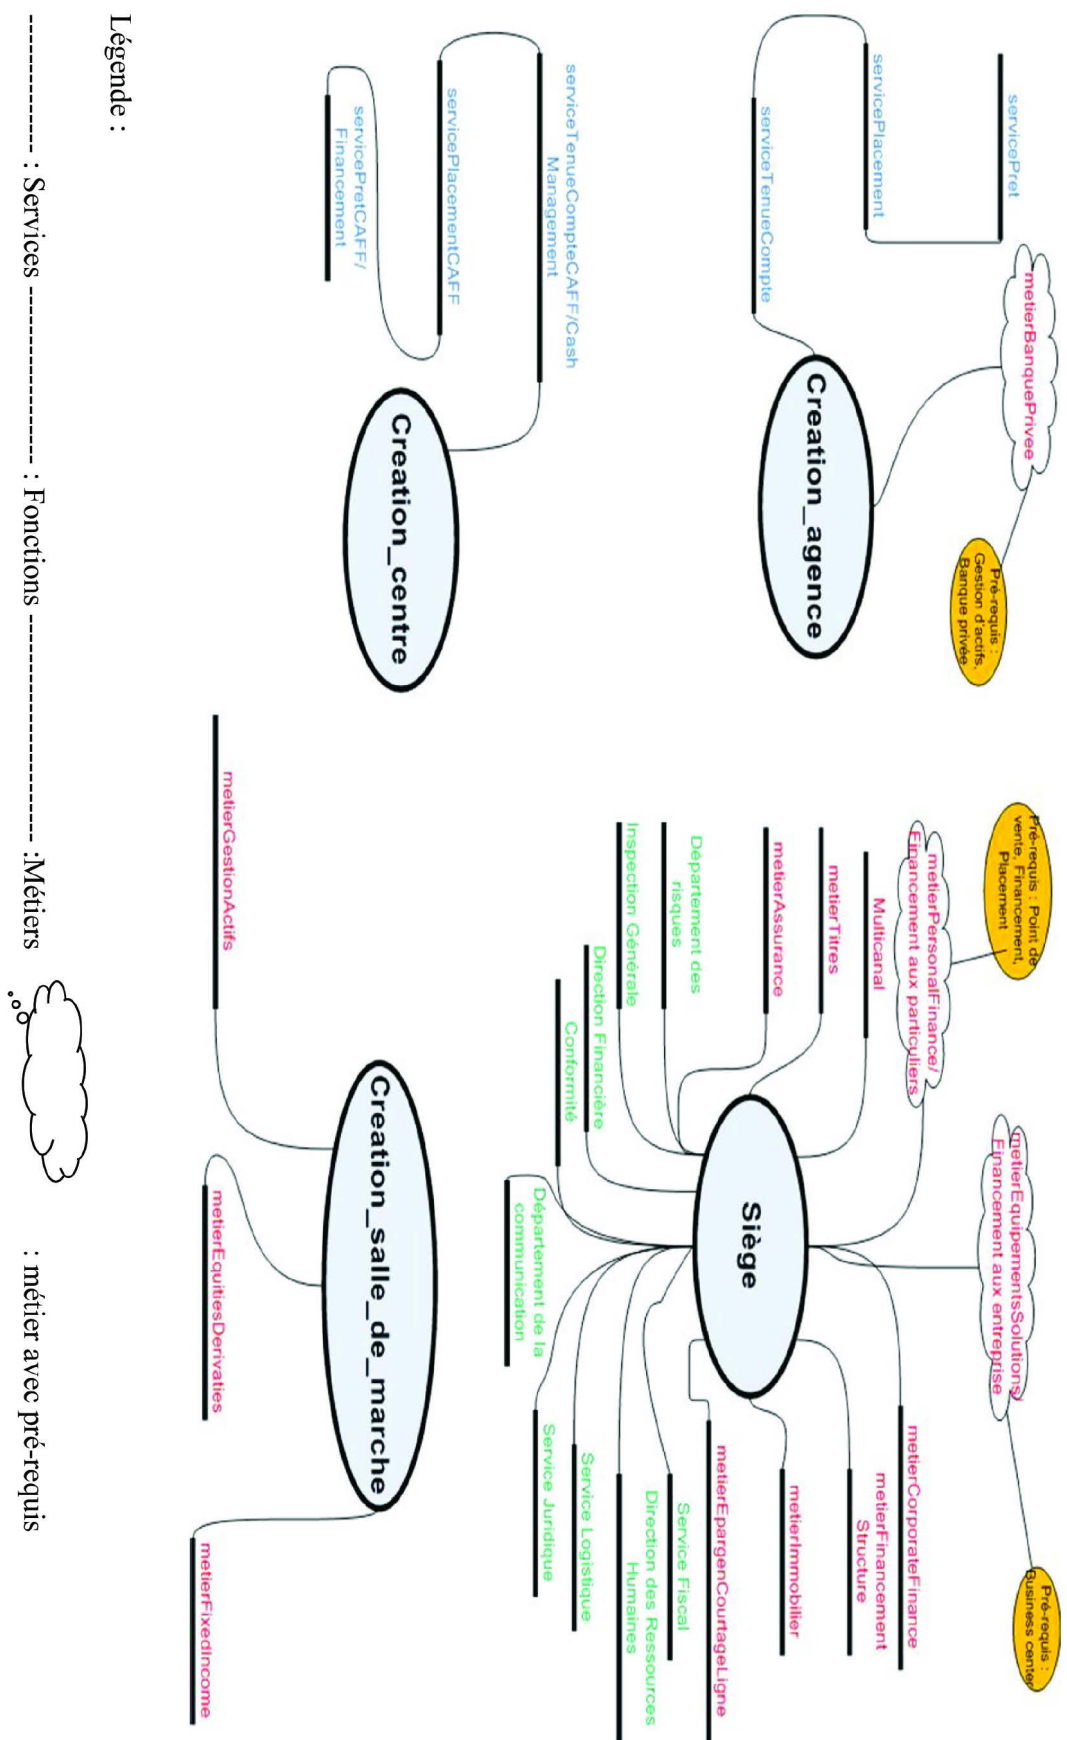 servicePret
servicePlacement
serviceTenueCompte
metierBanquePrivee
Pré-requis :
Gestion d'actifs,
Banque privée
Creation_agence
serviceTenueCompteCAFF/Cash
Management
servicePlacementCAFF
servicePretCAFF/
Financement
Creation_centre
Pré-requis : Point de
vente, Financement,
Placement
metierPersonalFinance/
Financement aux particuliers
Multicanal
metierTitres
metierAssurance
Département des
risques
Inspection Générale
Direction Financière
Conformité
Département de la
communication
Siège
metierEquipementsSolutions/
Financement aux entreprise
Pré-requis :
Business center
metierCorporateFinance
metierFinancement
Structure
metierImmobilier
metierEpargenCourtageLigne
Service Fiscal
Direction des Ressources
Humaines
Service Logistique
Service Juridique
Creation_salle_de_marche
metierGestionActifs
metierEquitiesDerivaties
metierFixedIncome
Légende :
--------------- : Services ------------------- : Fonctions ------------------------ :Métiers : métier avec pré-requis